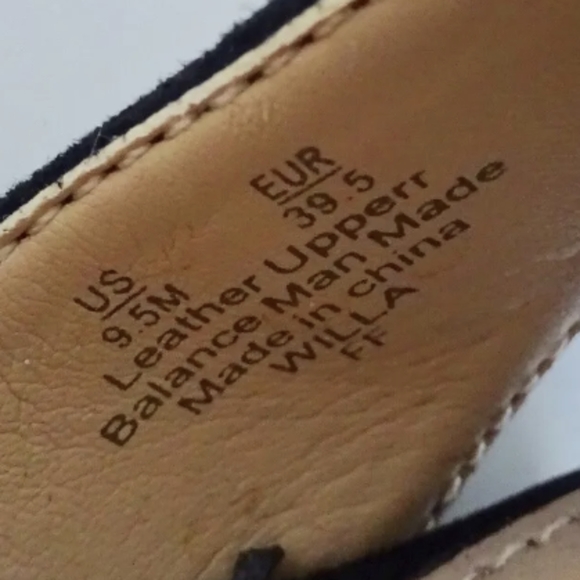 US EUR
9.5M 39.5
Leather Upperr
Balance Man Made
Made in china
WILLA
FF